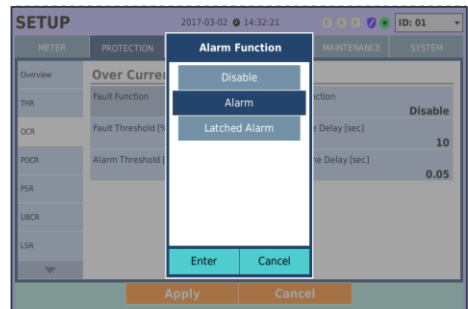 SETUP
2017-03-02 14:32:21
E A F
ID: 01
METER PROTECTION MAINTENANCE SYSTEM
Alarm Function
Overview
THR
OCR
POCR
PSR
UBCR
LSR
Over Curre
Fault Function
Disable
Fault Threshold [%
Delay [sec]
10
Alarm Threshold [
Delay [sec]
0.05
Disable
Alarm
Latched Alarm
Enter Cancel
Apply Cancel